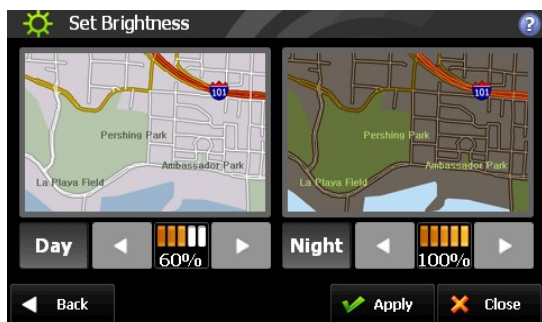 Set Brightness
?
101
Pershing Park
Ambassador Park
La Playa Field
101
Pershing Park
Ambassador Park
La Playa Field
Day
60%
Night
100%
Back
Apply
Close